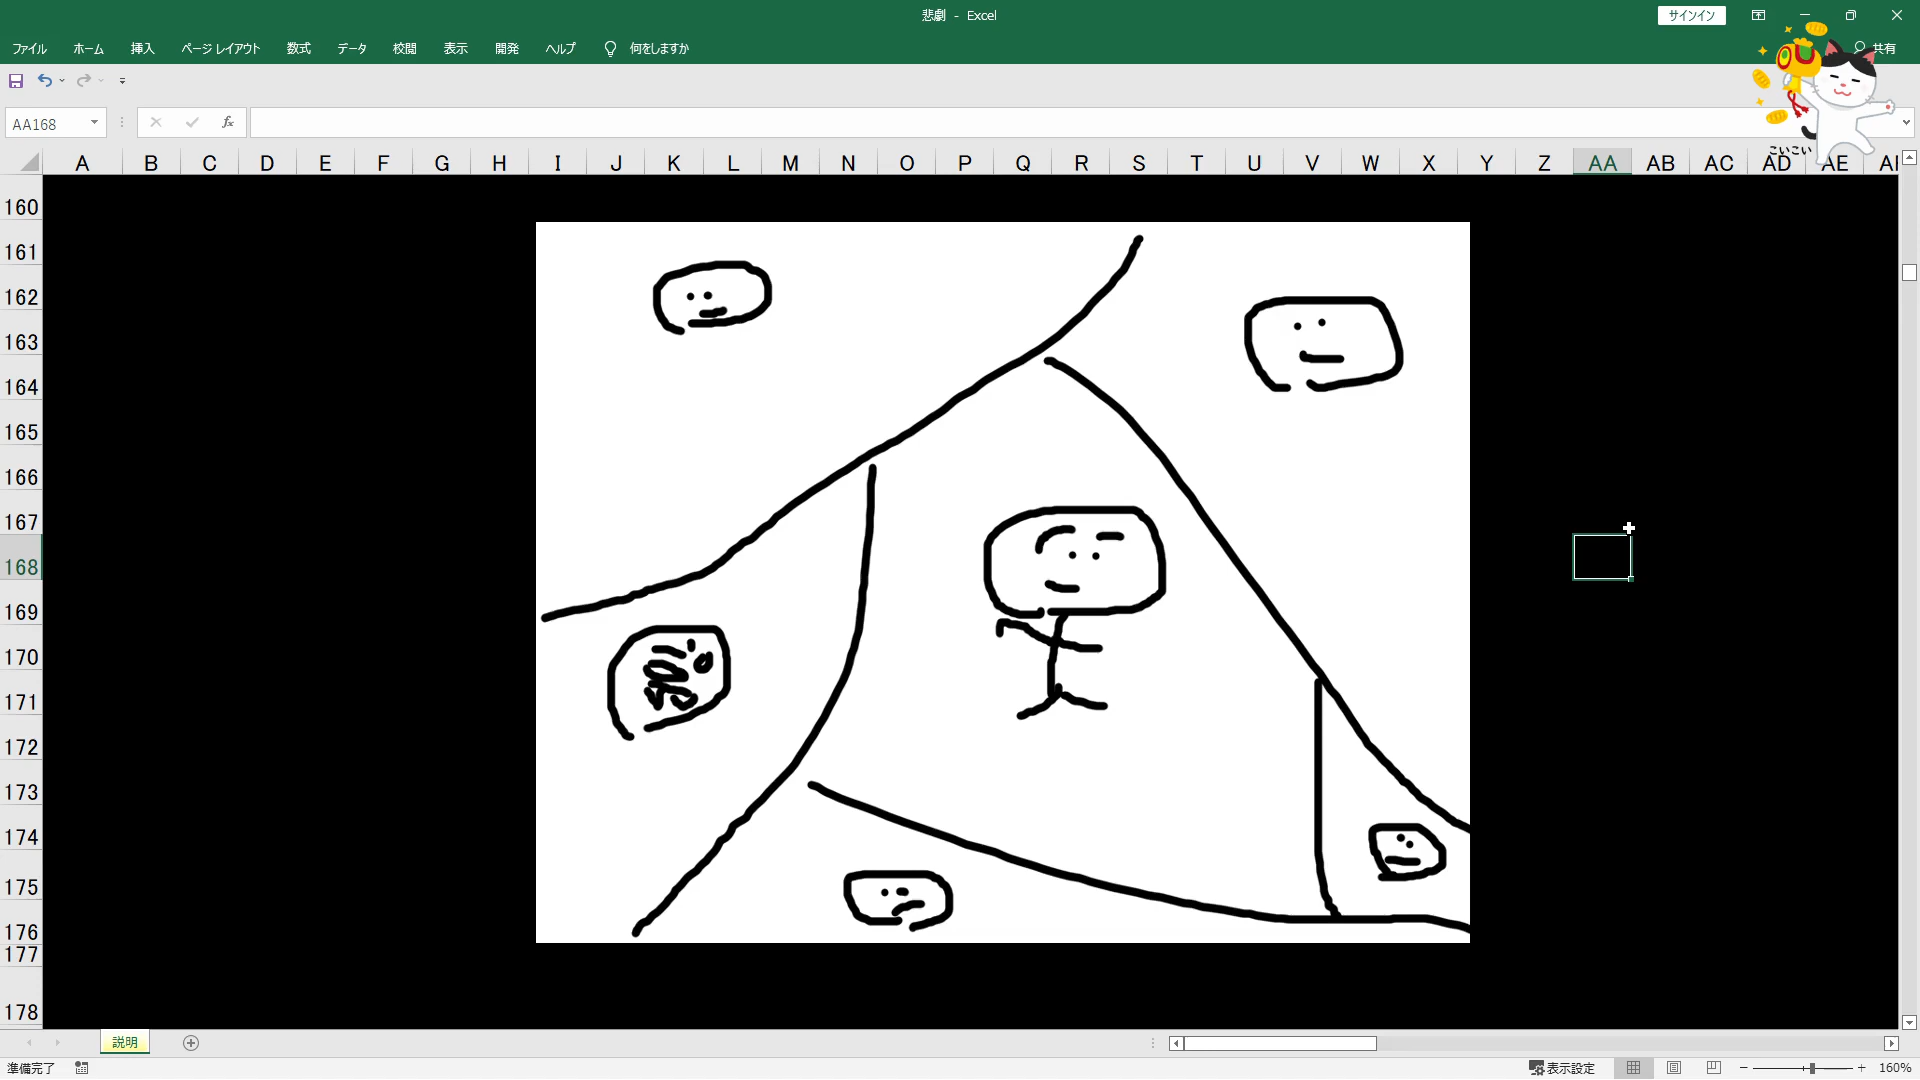 悲劇 - Excel
サインイン
ファイル ホーム 挿入 ページ レイアウト 数式 データ 校閲 表示 開発 ヘルプ 何をしますか 共有
AA168 fx
こいこい
A B C D E F G H I J K L M N O P Q R S T U V W X Y Z AA AB AC AD AE
160
161
162
163
164
165
166
167
168
169
170
171
172
173
174
175
176
177
178
説明
準備完了 表示設定 160%